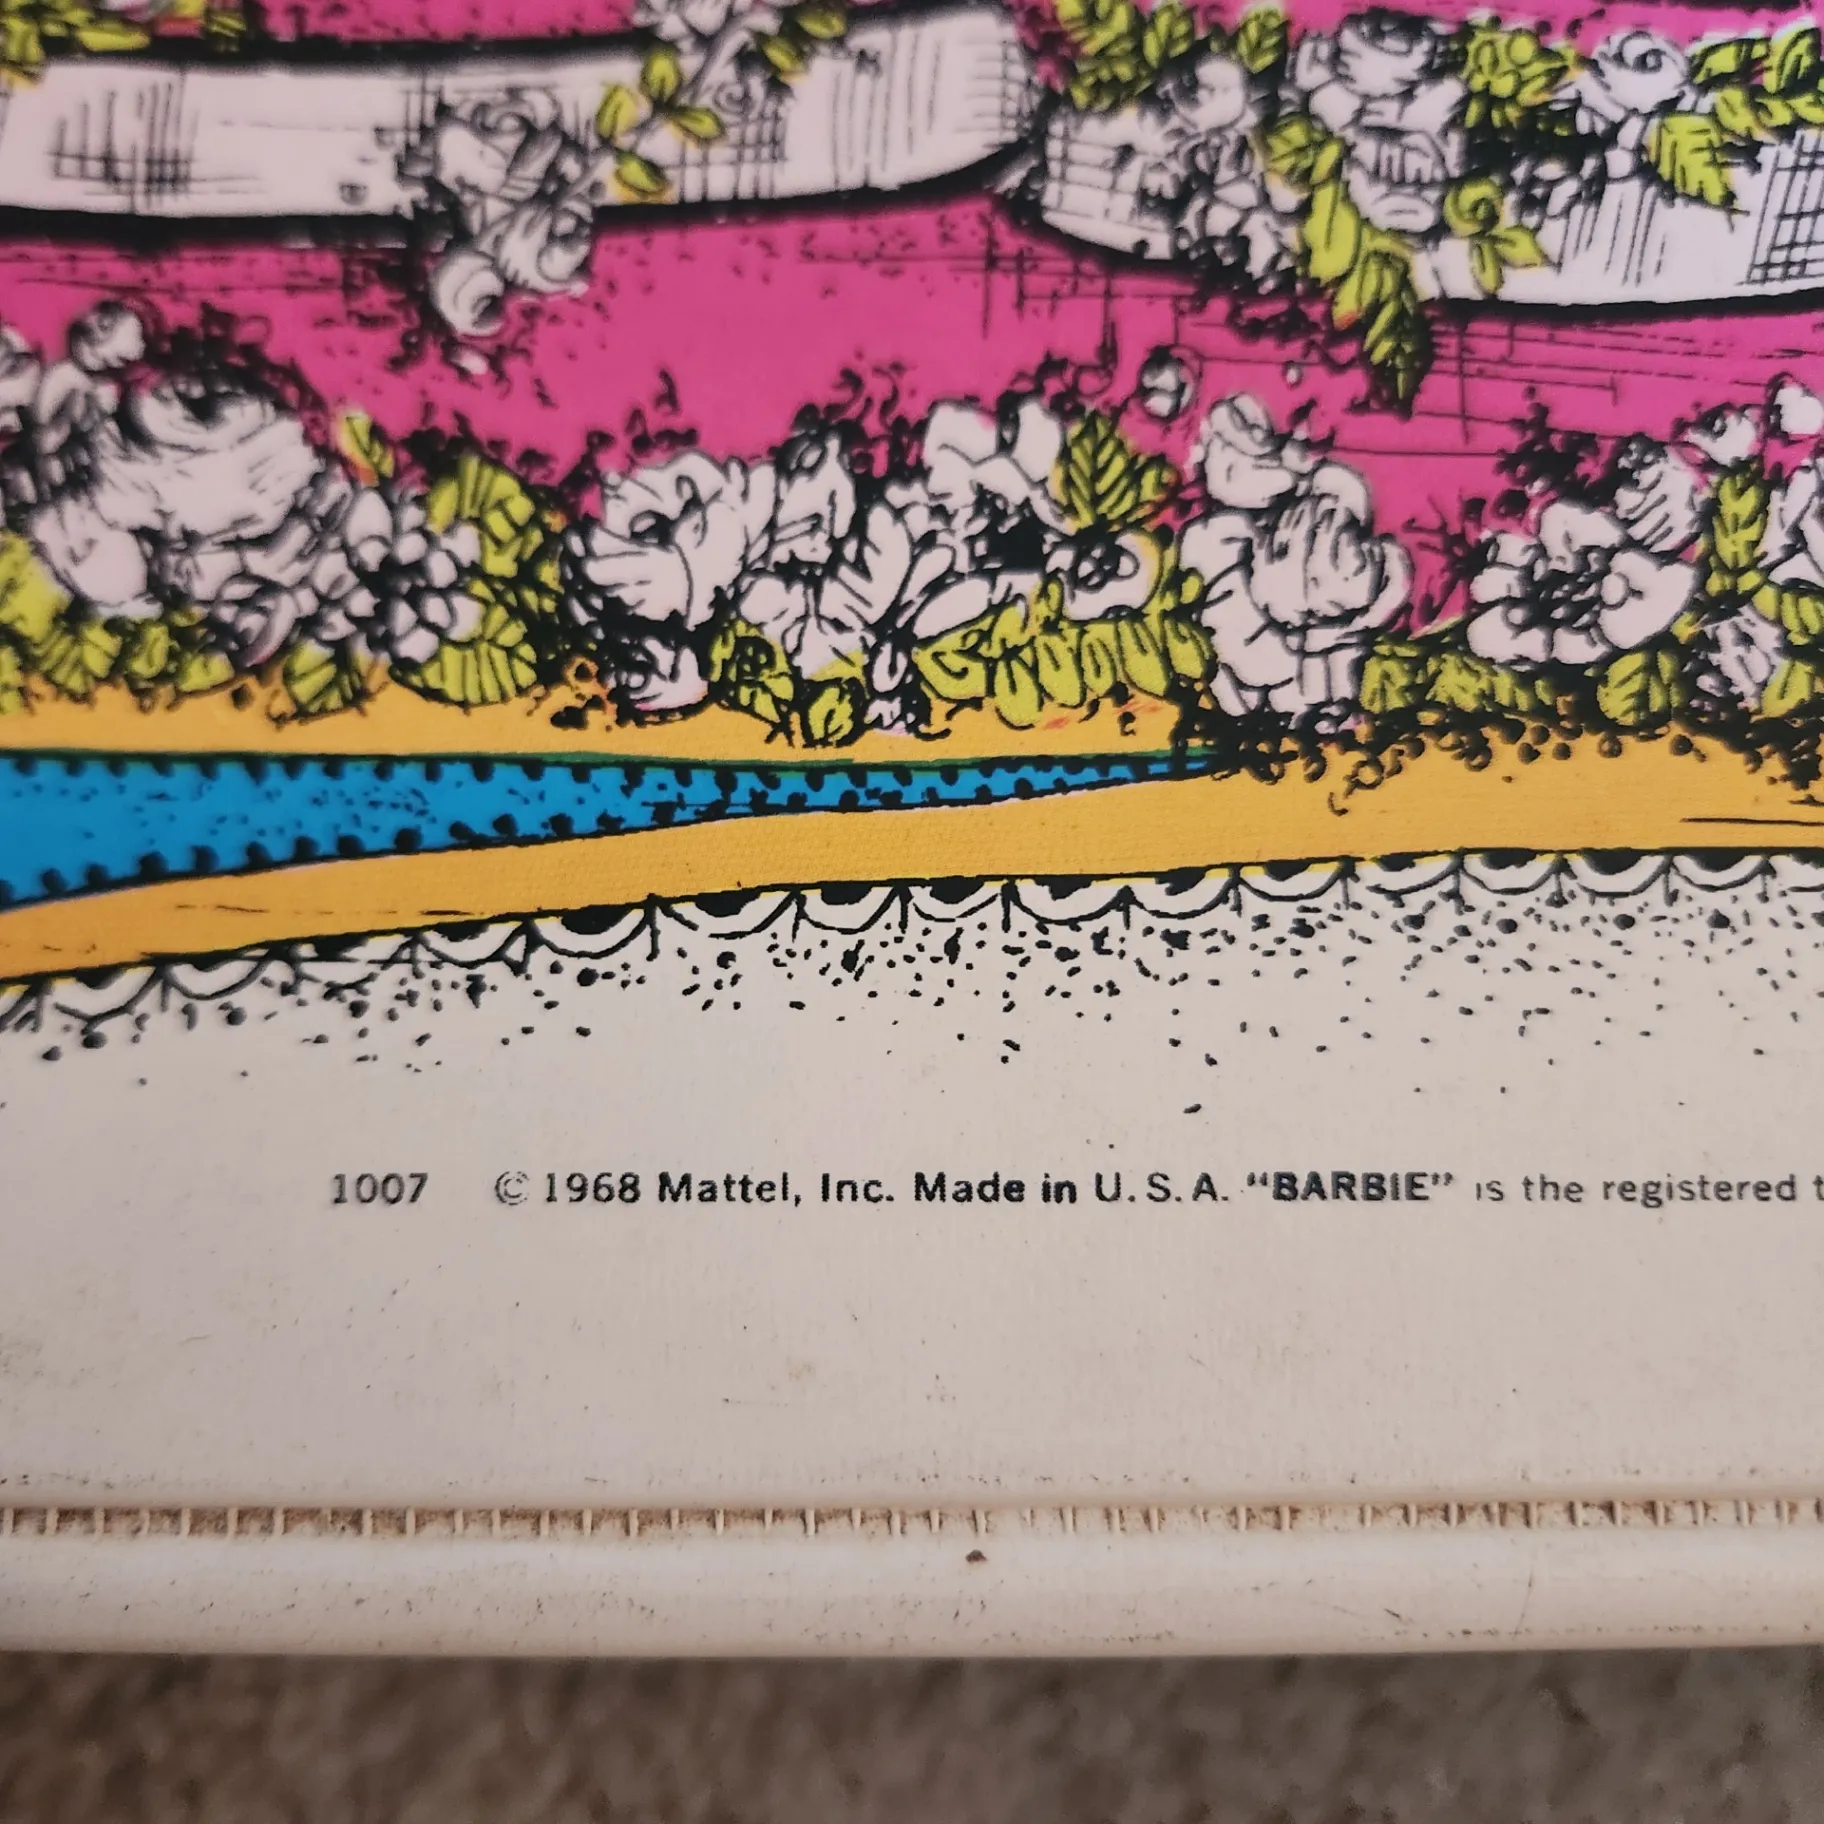 1007 © 1968 Mattel, Inc. Made in U.S.A. “BARBIE” is the registered